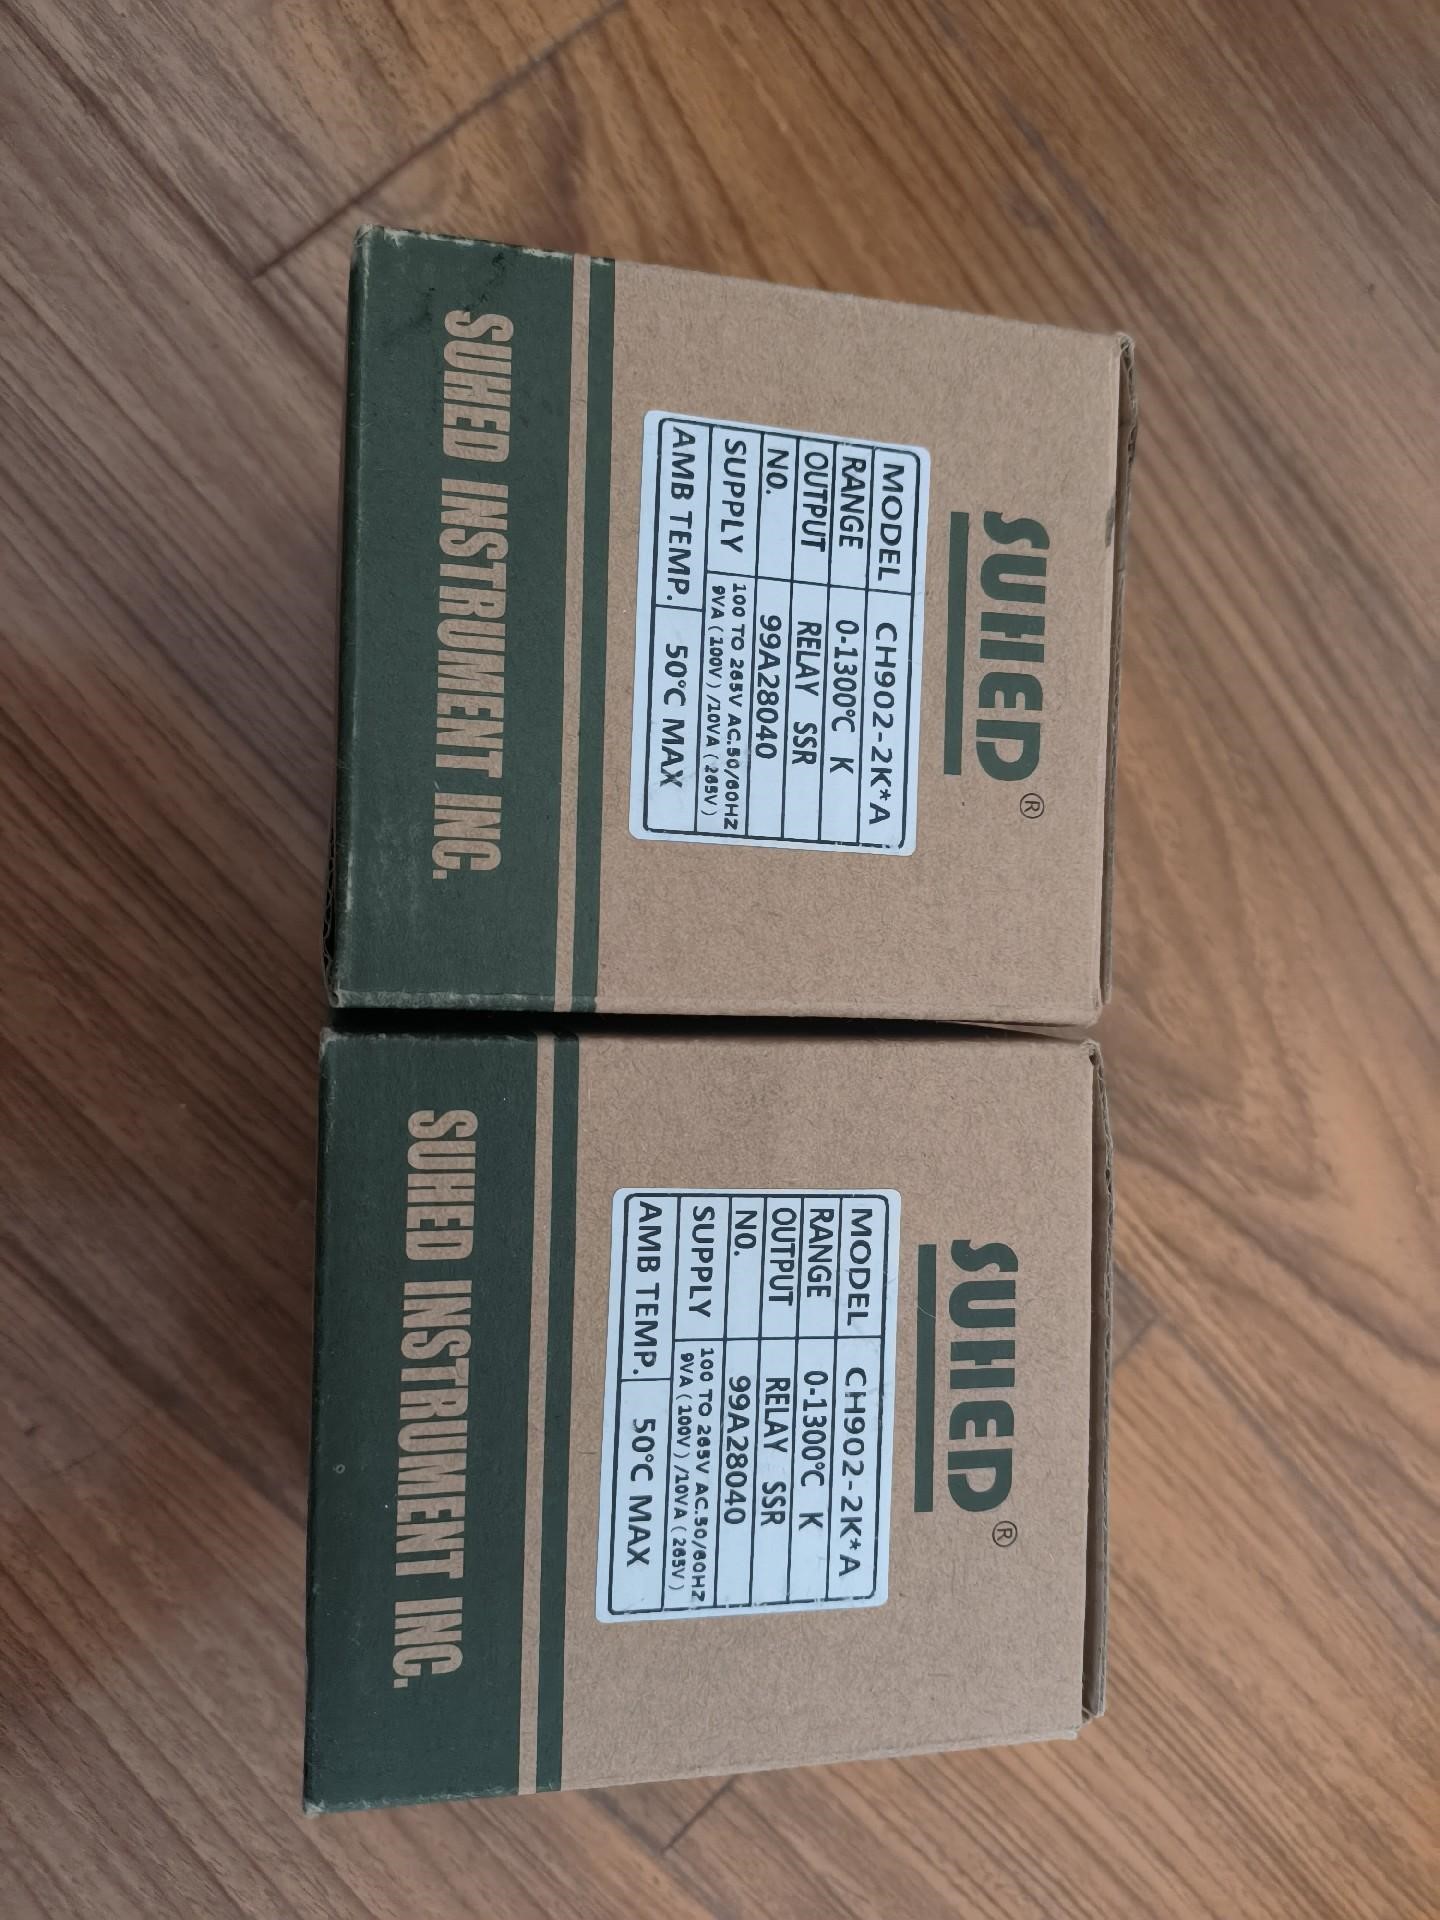 SUHED®
MODEL CH902-2K*A
RANGE 0-1300℃ K
OUTPUT RELAY SSR
NO. 99A28040
SUPPLY 100 TO 265V AC.50/60HZ
9VA(100V)/10VA(265V)
AMB TEMP. 50℃ MAX
SUHED INSTRUMENT INC.
SUHED®
MODEL CH902-2K*A
RANGE 0-1300℃ K
OUTPUT RELAY SSR
NO. 99A28040
SUPPLY 100 TO 265V AC.50/60HZ
9VA(100V)/10VA(265V)
AMB TEMP. 50℃ MAX
SUHED INSTRUMENT INC.